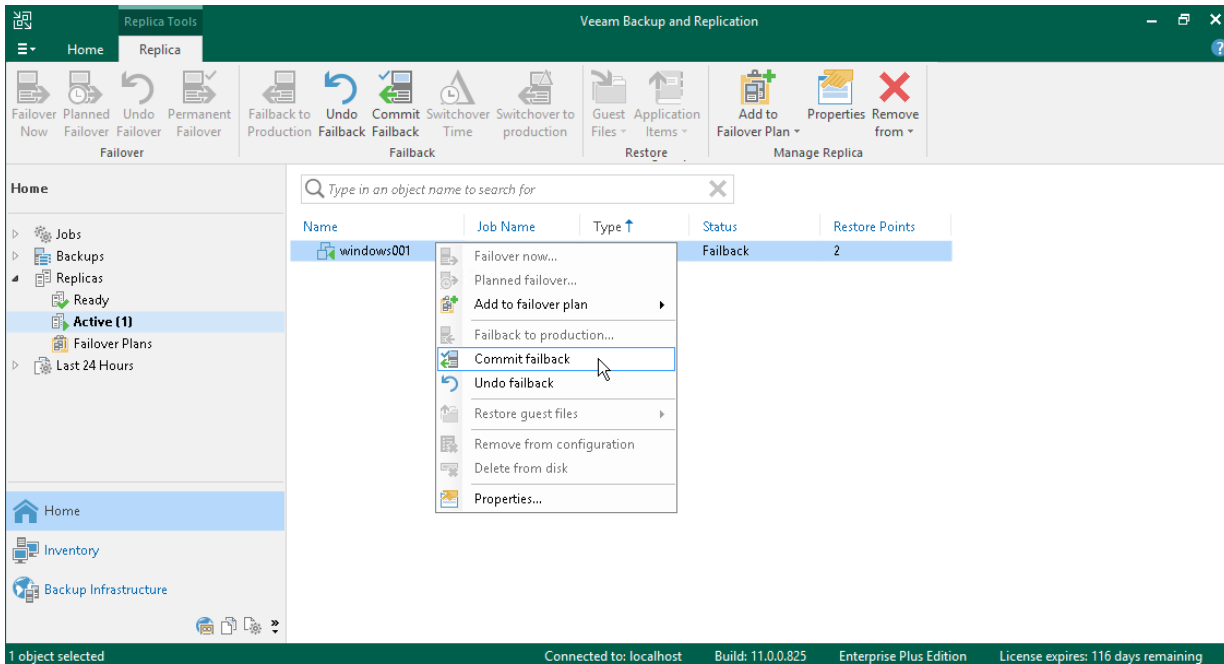 Replica Tools
Veeam Backup and Replication
Home Replica
Failover Now
Planned Failover
Undo Failover
Permanent Failover
Failover
Failback to Production
Undo Failback
Commit Failback
Switchover Time
Switchover to production
Failback
Guest Files
Application Items
Restore
Add to Failover Plan
Properties
Remove from
Manage Replica
Home
Jobs
Backups
Replicas
Ready
Active (1)
Failover Plans
Last 24 Hours
Home
Inventory
Backup Infrastructure
Type in an object name to search for
Name Job Name Type Status Restore Points
windows001 Failback 2
Failover now...
Planned failover...
Add to failover plan
Failback to production...
Commit failback
Undo failback
Restore guest files
Remove from configuration
Delete from disk
Properties...
1 object selected Connected to: localhost Build: 11.0.0.825 Enterprise Plus Edition License expires: 116 days remaining